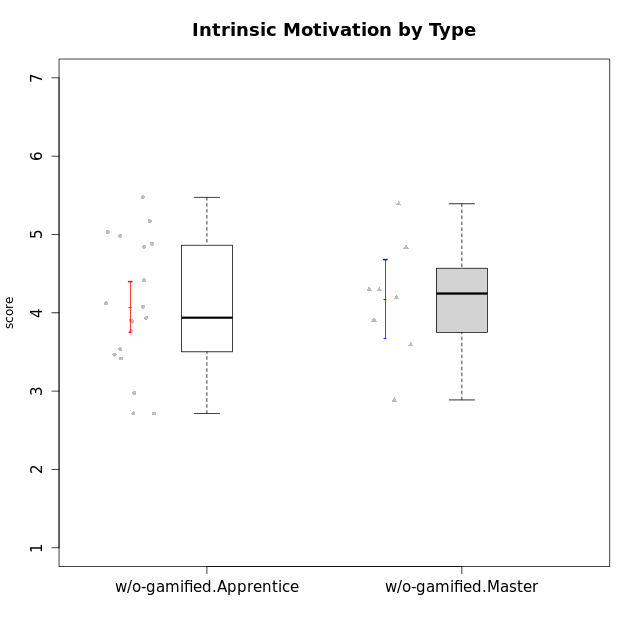 Intrinsic Motivation by Type
7
6
5
4
3
2
1
score
w/o-gamified.Apprentice
w/o-gamified.Master